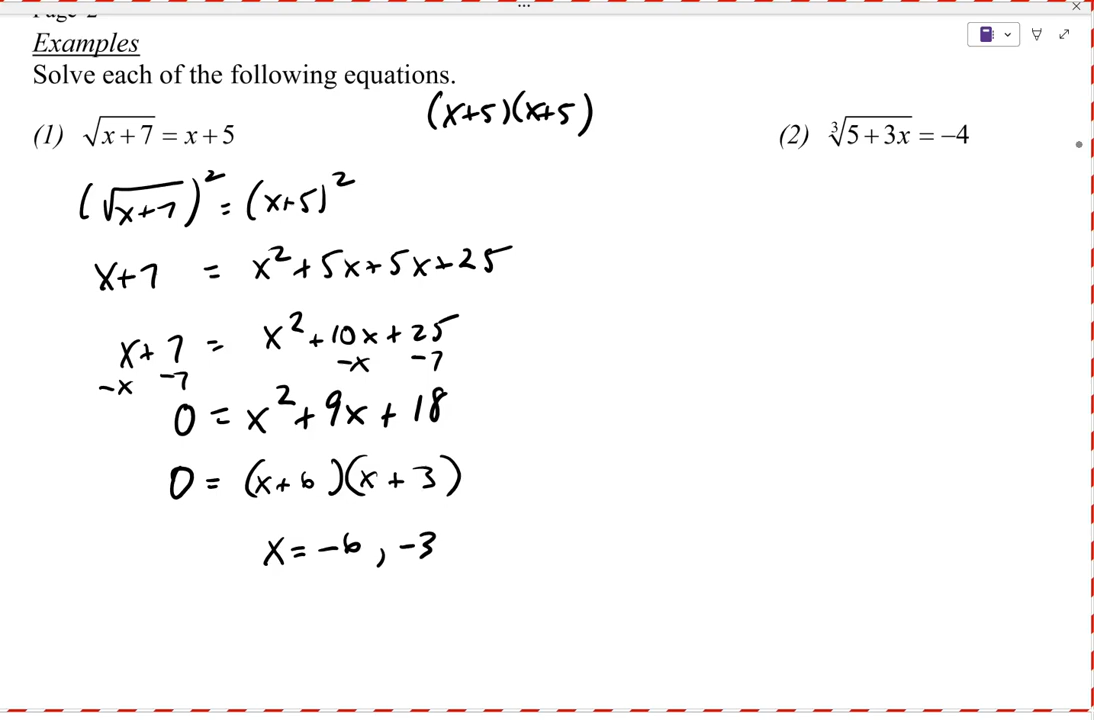 Page 2
Examples
Solve each of the following equations.
(x+5)(x+5)
(1) √(x+7) = x+5
(√(x+7))² = (x+5)²
x+7 = x²+5x+5x+25
x+7 = x²+10x+25
-x -7 -x -7
0 = x²+9x+18
0 = (x+6)(x+3)
x = -6, -3
(2) ∛(5+3x) = -4